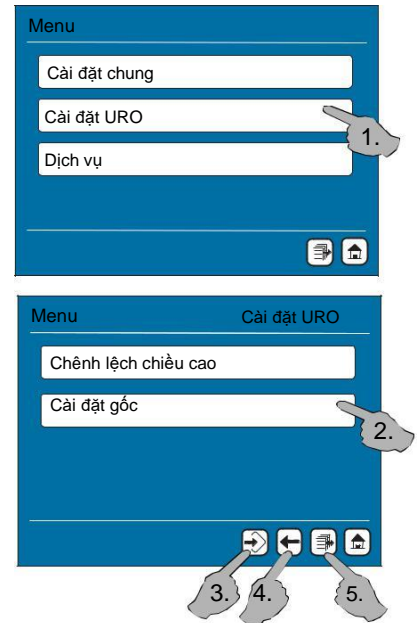 Menu
Cài đặt chung
Cài đặt URO
1.
Dịch vụ
Menu Cài đặt URO
Chênh lệch chiều cao
Cài đặt gốc
2.
3. 4. 5.